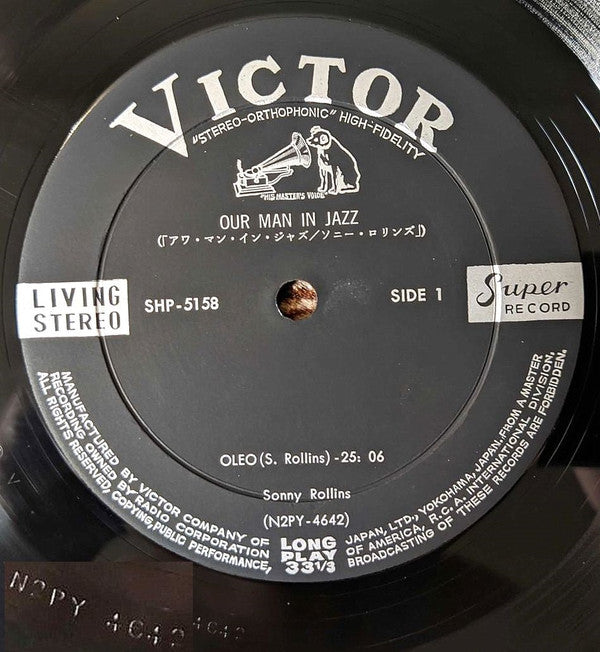 VICTOR
"STEREO-ORTHOPHONIC" HIGH-FIDELITY
"HIS MASTER'S VOICE"
OUR MAN IN JAZZ
(『アワ・マン・イン・ジャズ／ソニー・ロリンズ』)
LIVING
STEREO
SHP-5158
SIDE 1
Super
RECORD
OLEO (S. Rollins) -25: 06
Sonny Rollins
(N2PY-4642)
LONG
PLAY
33 1/3
MANUFACTURED BY VICTOR COMPANY OF JAPAN, LTD., YOKOHAMA, JAPAN. FROM A MASTER
RECORDING OWNED BY RADIO CORPORATION OF AMERICA, R.C.A. INTERNATIONAL DIVISION,
ALL RIGHTS RESERVED, COPYING, PUBLIC PERFORMANCE, BROADCASTING OF THESE RECORDS ARE FORBIDDEN.
N2PY 4642
4642